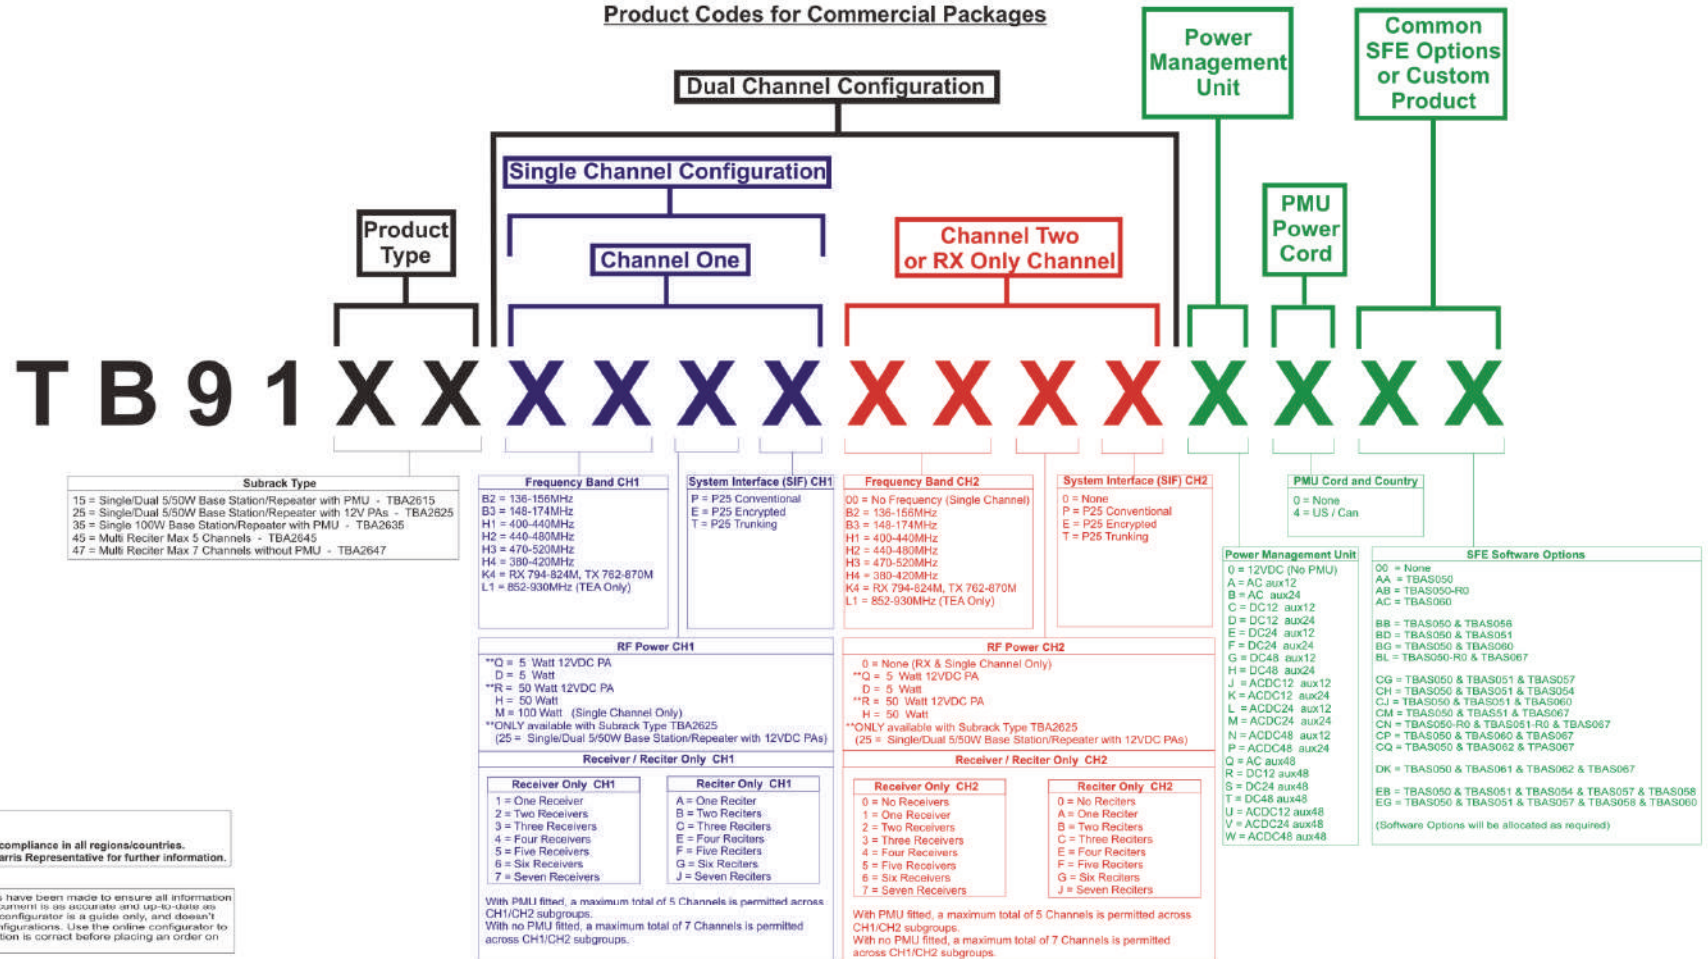 Product Codes for Commercial Packages
Power
Management
Unit
Common
SFE Options
or Custom
Product
Dual Channel Configuration
Single Channel Configuration
Product
Type
Channel One
Channel Two
or RX Only Channel
PMU
Power
Cord
T B 9 1 X X X X X X X X X X X X X X
Subrack Type
15 = Single/Dual 5/50W Base Station/Repeater with PMU - TBA2615
25 = Single/Dual 5/50W Base Station/Repeater with 12V PAs - TBA2625
35 = Single 100W Base Station/Repeater with PMU - TBA2635
45 = Multi Reciter Max 5 Channels - TBA2645
47 = Multi Reciter Max 7 Channels without PMU - TBA2647
Frequency Band CH1
B2 = 136-156MHz
B3 = 148-174MHz
H1 = 400-440MHz
H2 = 440-480MHz
H3 = 470-520MHz
H4 = 380-420MHz
K4 = RX 794-824M, TX 762-870M
L1 = 852-930MHz (TEA Only)
System Interface (SIF) CH1
P = P25 Conventional
E = P25 Encrypted
T = P25 Trunking
Frequency Band CH2
00 = No Frequency (Single Channel)
B2 = 136-156MHz
B3 = 148-174MHz
H1 = 400-440MHz
H2 = 440-480MHz
H3 = 470-520MHz
H4 = 380-420MHz
K4 = RX 794-824M, TX 762-870M
L1 = 852-930MHz (TEA Only)
System Interface (SIF) CH2
0 = None
P = P25 Conventional
E = P25 Encrypted
T = P25 Trunking
PMU Cord and Country
0 = None
4 = US / Can
Power Management Unit
0 = 12VDC (No PMU)
A = AC aux12
B = AC aux24
C = DC12 aux12
D = DC12 aux24
E = DC24 aux12
F = DC24 aux24
G = DC48 aux12
H = DC48 aux24
J = ACDC12 aux12
K = ACDC12 aux24
L = ACDC24 aux12
M = ACDC24 aux24
N = ACDC48 aux12
P = ACDC48 aux24
Q = AC aux48
R = DC12 aux48
S = DC24 aux48
T = DC48 aux48
U = ACDC12 aux48
V = ACDC24 aux48
W = ACDC48 aux48
SFE Software Options
00 = None
AA = TBAS050
AB = TBAS050-R0
AC = TBAS060
BB = TBAS050 & TBAS056
BD = TBAS050 & TBAS051
BG = TBAS050 & TBAS060
BL = TBAS050-R0 & TBAS067
CG = TBAS050 & TBAS051 & TBAS057
CH = TBAS050 & TBAS051 & TBAS054
CJ = TBAS050 & TBAS051 & TBAS060
CM = TBAS050 & TBAS51 & TBAS067
CN = TBAS050-R0 & TBAS051-R0 & TBAS067
CP = TBAS050 & TBAS060 & TBAS067
CQ = TBAS050 & TBAS062 & TPAS067
DK = TBAS050 & TBAS061 & TBAS062 & TBAS067
EB = TBAS050 & TBAS051 & TBAS054 & TBAS057 & TBAS058
EG = TBAS050 & TBAS051 & TBAS057 & TBAS058 & TBAS060
(Software Options will be allocated as required)
RF Power CH1
**Q = 5 Watt 12VDC PA
D = 5 Watt
**R = 50 Watt 12VDC PA
H = 50 Watt
M = 100 Watt (Single Channel Only)
**ONLY available with Subrack Type TBA2625
(25 = Single/Dual 5/50W Base Station/Repeater with 12VDC PAs)
Receiver / Reciter Only CH1
Receiver Only CH1
1 = One Receiver
2 = Two Receivers
3 = Three Receivers
4 = Four Receivers
5 = Five Receivers
6 = Six Receivers
7 = Seven Receivers
Reciter Only CH1
A = One Reciter
B = Two Reciters
C = Three Reciters
E = Four Reciters
F = Five Reciters
G = Six Reciters
J = Seven Reciters
With PMU fitted, a maximum total of 5 Channels is permitted across
CH1/CH2 subgroups.
With no PMU fitted, a maximum total of 7 Channels is permitted
across CH1/CH2 subgroups.
RF Power CH2
0 = None (RX & Single Channel Only)
**Q = 5 Watt 12VDC PA
D = 5 Watt
**R = 50 Watt 12VDC PA
H = 50 Watt
**ONLY available with Subrack Type TBA2625
(25 = Single/Dual 5/50W Base Station/Repeater with 12VDC PAs)
Receiver / Reciter Only CH2
Receiver Only CH2
0 = No Receivers
1 = One Receiver
2 = Two Receivers
3 = Three Receivers
4 = Four Receivers
5 = Five Receivers
6 = Six Receivers
7 = Seven Receivers
Reciter Only CH2
0 = No Reciters
A = One Reciter
B = Two Reciters
C = Three Reciters
E = Four Reciters
F = Five Reciters
G = Six Reciters
J = Seven Reciters
With PMU fitted, a maximum total of 5 Channels is permitted across
CH1/CH2 subgroups.
With no PMU fitted, a maximum total of 7 Channels is permitted
across CH1/CH2 subgroups.
compliance in all regions/countries.
arris Representative for further information.
have been made to ensure all information
cument is as accurate and up-to-date as
configurator is a guide only, and doesn't
nfigurations. Use the online configurator to
tion is correct before placing an order on